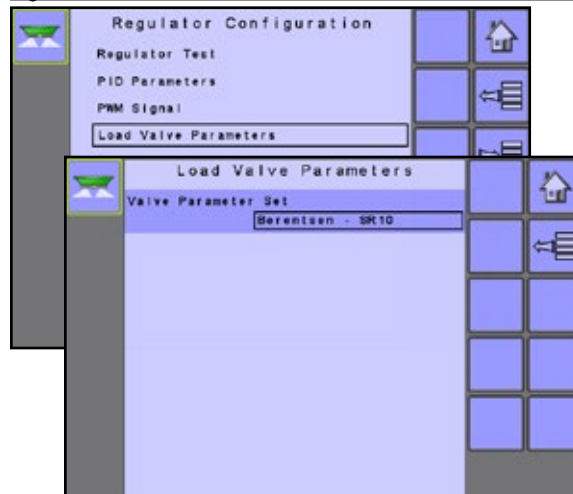 Regulator Configuration
Regulator Test
PID Parameters
PWM Signal
Load Valve Parameters
Load Valve Parameters
Valve Parameter Set
Berentsen - SR10